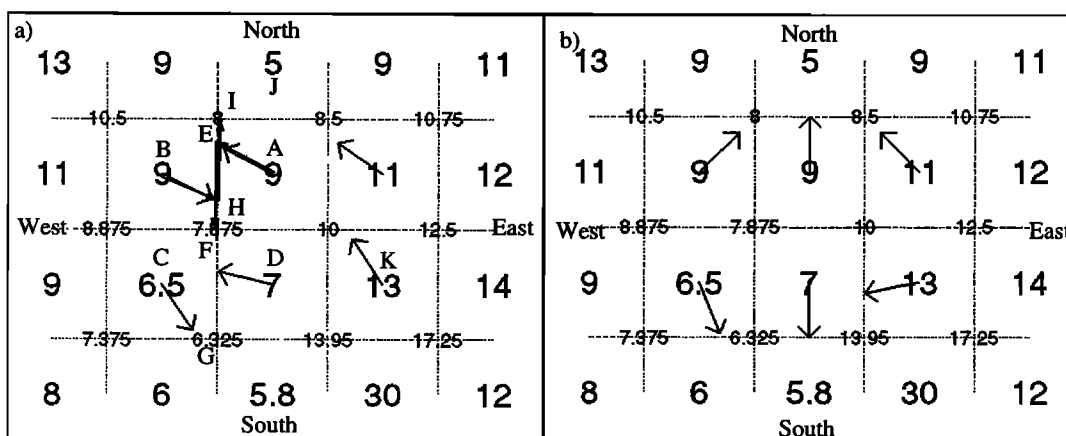 a) North
13 9 5 9 11
J
I
10.5 8 8.5 10.75
E
B A
11 9 9 11 12
H
West 8.875 7.875 10 12.5 East
F
C D K
9 6.5 7 13 14
7.375 6.325 13.95 17.25
G
8 6 5.8 30 12
South
b) North
13 9 5 9 11
10.5 8 8.5 10.75
11 9 9 11 12
West 8.875 7.875 10 12.5 East
9 6.5 7 13 14
7.375 6.325 13.95 17.25
8 6 5.8 30 12
South